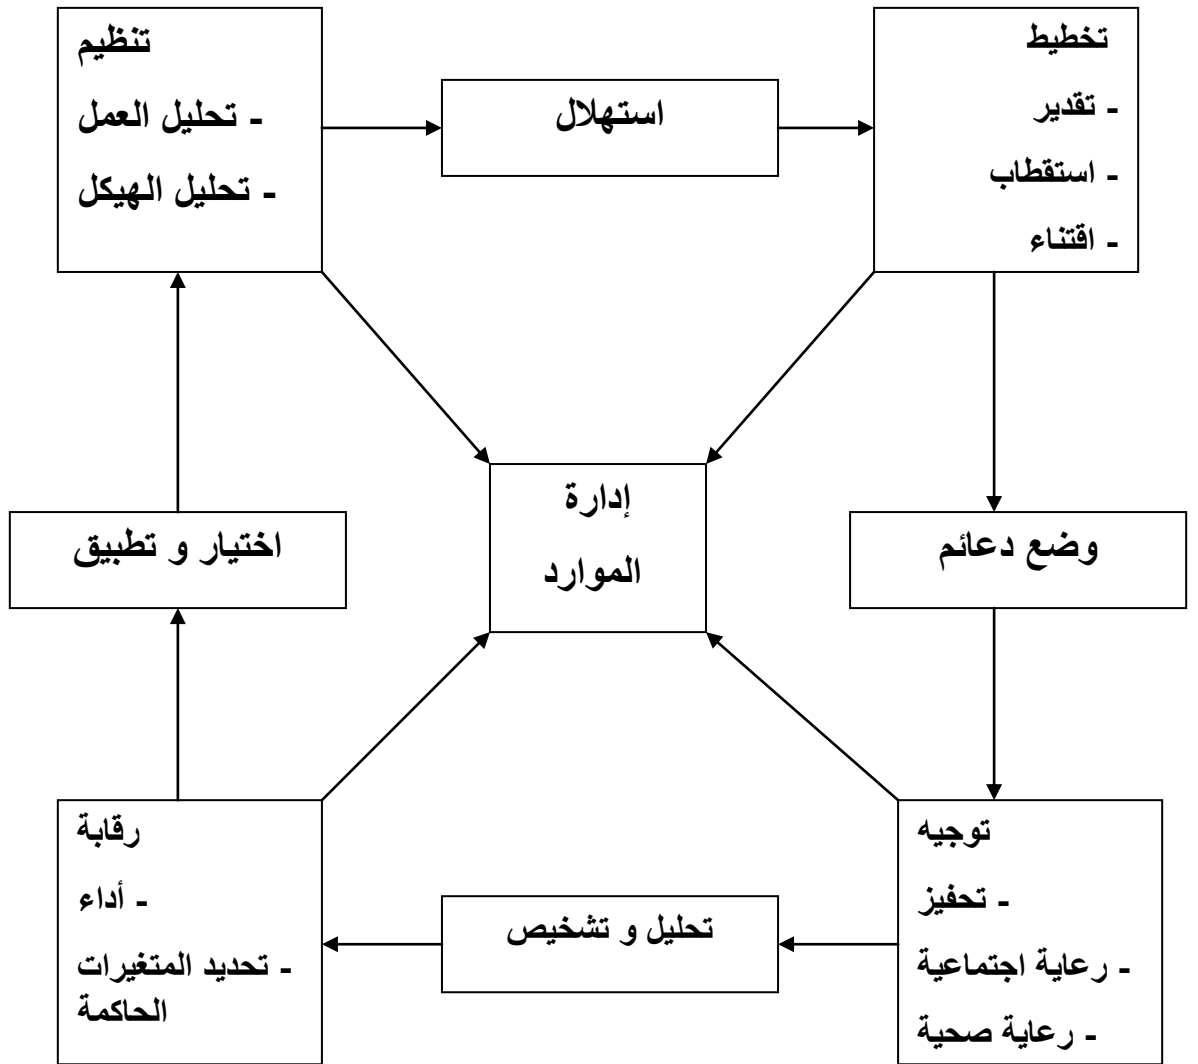 تخطيط
- تقدير
- استقطاب
- اقتناء
استهلال
تنظيم
- تحليل العمل
- تحليل الهيكل
وضع دعائم
إدارة
الموارد
اختيار و تطبيق
توجيه
- تحفيز
- رعاية اجتماعية
- رعاية صحية
تحليل و تشخيص
رقابة
- أداء
- تحديد المتغيرات
الحاكمة